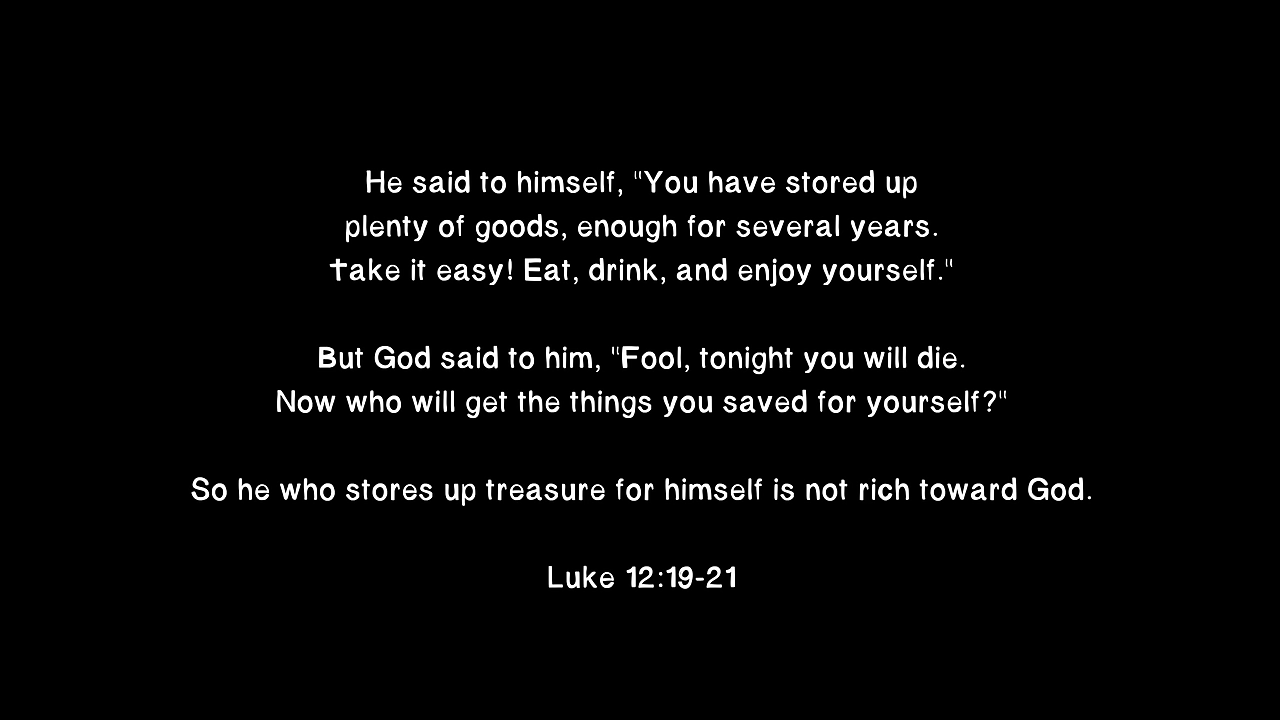 He said to himself, "You have stored up
plenty of goods, enough for several years.
Take it easy! Eat, drink, and enjoy yourself."
But God said to him, "Fool, tonight you will die.
Now who will get the things you saved for yourself?"
So he who stores up treasure for himself is not rich toward God.
Luke 12:19-21